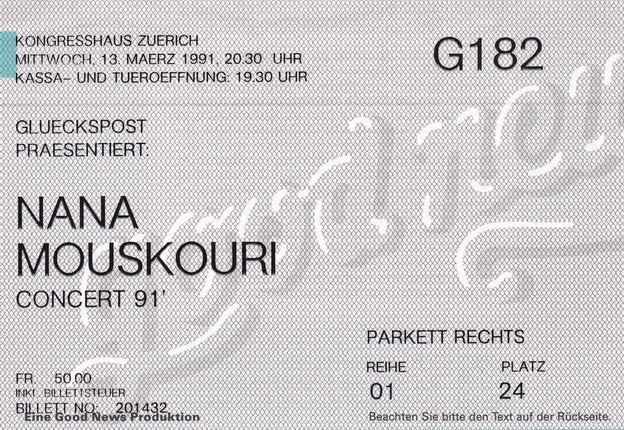 KONGRESSHAUS ZUERICH
MITTWOCH, 13. MAERZ 1991, 20.30 UHR
KASSA- UND TUEROEFFNUNG: 19.30 UHR
G182
GLUECKSPOST
PRAESENTIERT:
NANA
MOUSKOURI
CONCERT 91'
PARKETT RECHTS
REIHE PLATZ
01 24
FR. 50.00
INKL. BILLETTSTEUER
BILLETT NO: 201432
Eine Good News Produktion
Beachten Sie bitte den Text auf der Rückseite.